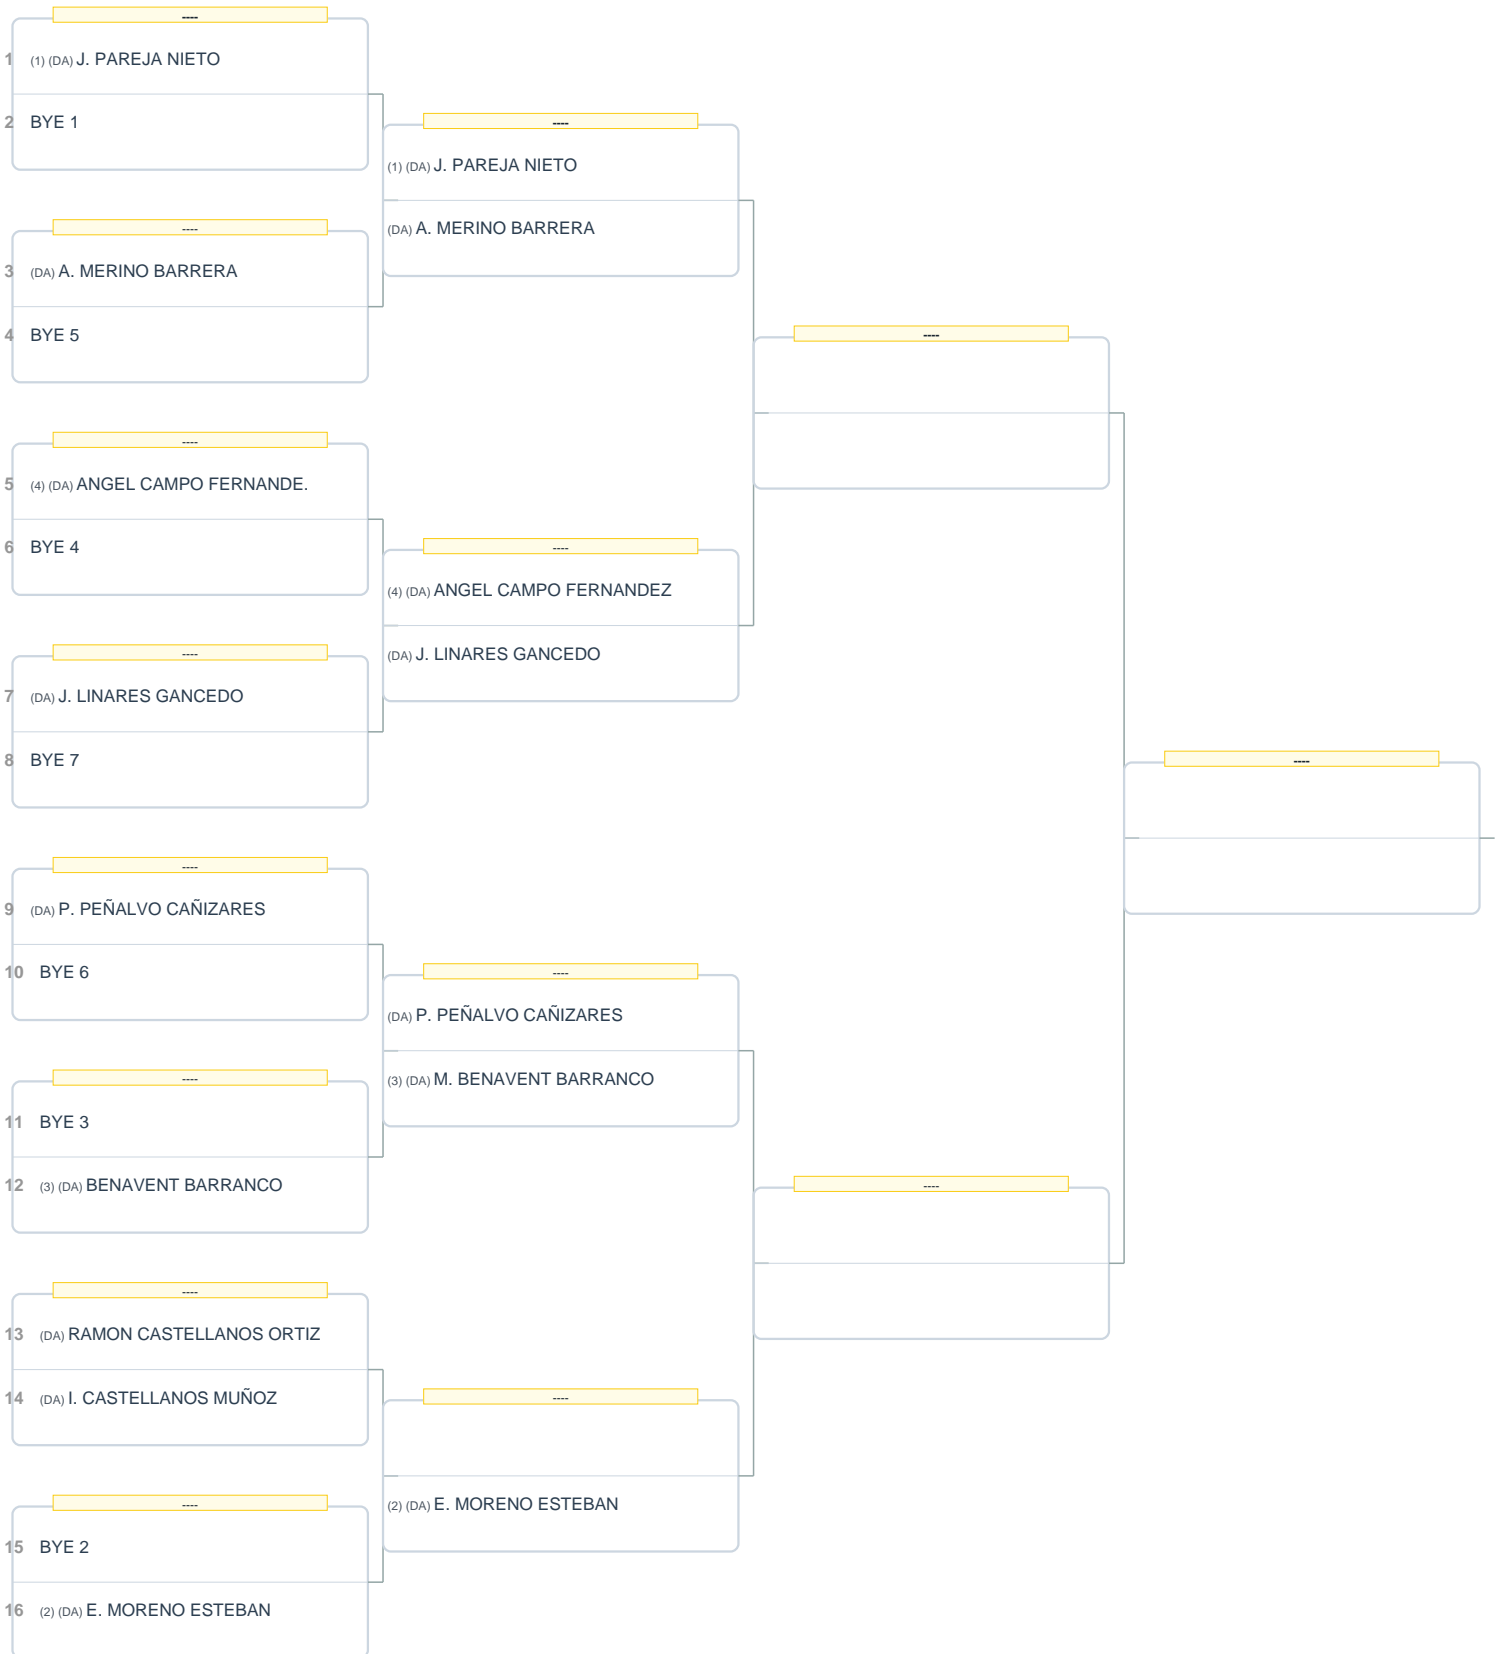 ----
1 (1) (DA) J. PAREJA NIETO
2 BYE 1
----
3 (DA) A. MERINO BARRERA
4 BYE 5
----
5 (4) (DA) ANGEL CAMPO FERNANDE.
6 BYE 4
----
7 (DA) J. LINARES GANCEDO
8 BYE 7
----
9 (DA) P. PEÑALVO CAÑIZARES
10 BYE 6
----
11 BYE 3
12 (3) (DA) BENAVENT BARRANCO
----
13 (DA) RAMON CASTELLANOS ORTIZ
14 (DA) I. CASTELLANOS MUÑOZ
----
15 BYE 2
16 (2) (DA) E. MORENO ESTEBAN
----
(1) (DA) J. PAREJA NIETO
(DA) A. MERINO BARRERA
----
(4) (DA) ANGEL CAMPO FERNANDEZ
(DA) J. LINARES GANCEDO
----
(DA) P. PEÑALVO CAÑIZARES
(3) (DA) M. BENAVENT BARRANCO
----
(2) (DA) E. MORENO ESTEBAN
----
----
----